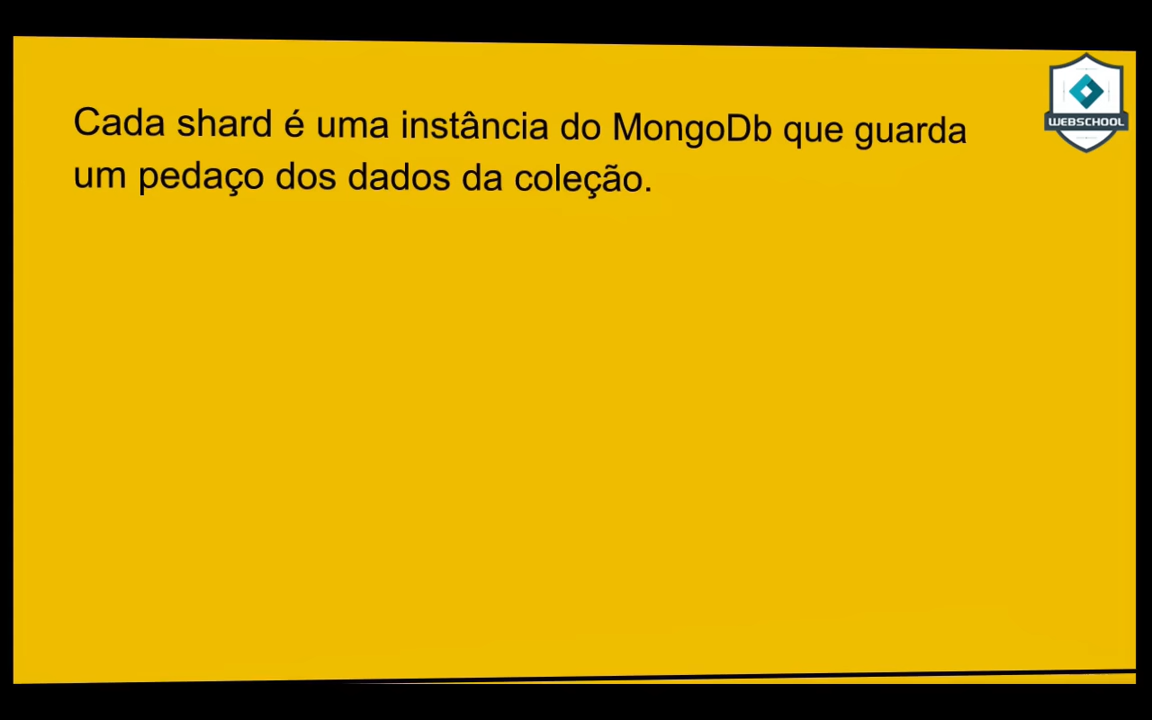 Cada shard é uma instância do MongoDb que guarda
um pedaço dos dados da coleção.
WEBSCHOOL